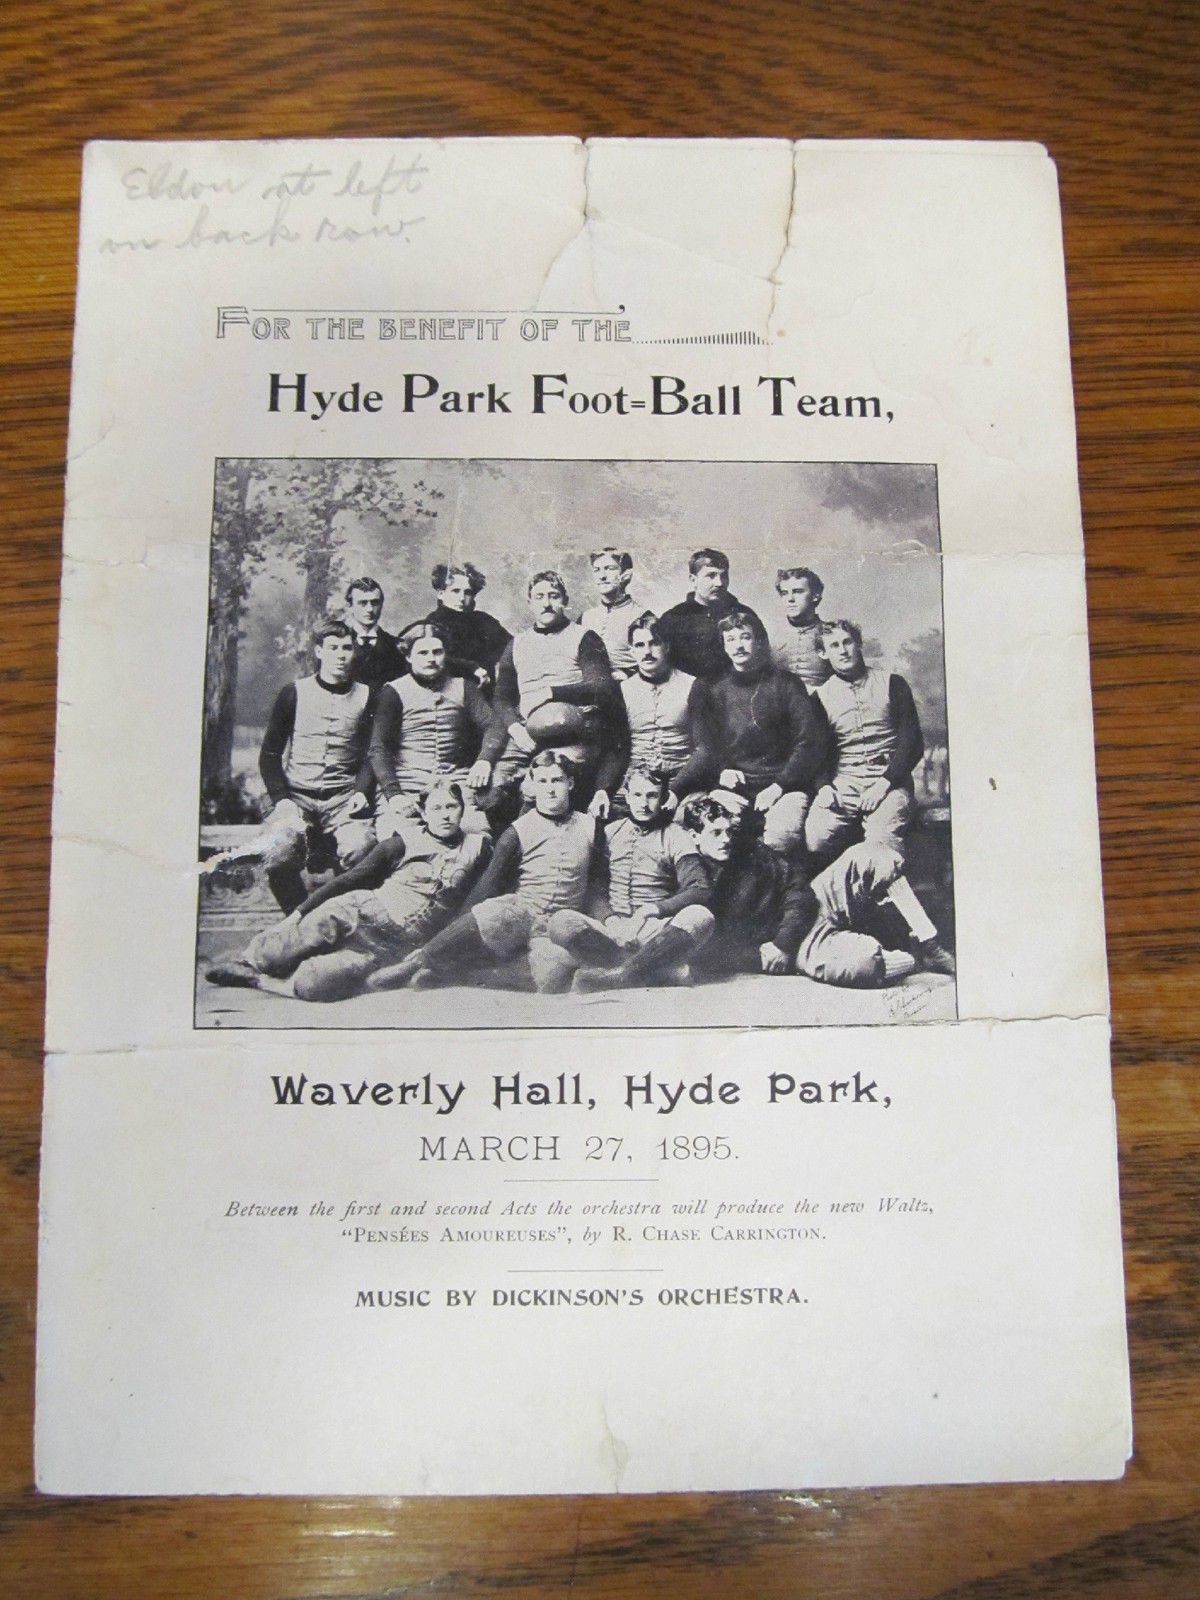 Eldon at left
on back row.
FOR THE BENEFIT OF THE
Hyde Park Foot=Ball Team,
Waverly Hall, Hyde Park,
MARCH 27, 1895.
Between the first and second Acts the orchestra will produce the new Waltz,
“PENSÉES AMOUREUSES”, by R. CHASE CARRINGTON.
MUSIC BY DICKINSON'S ORCHESTRA.